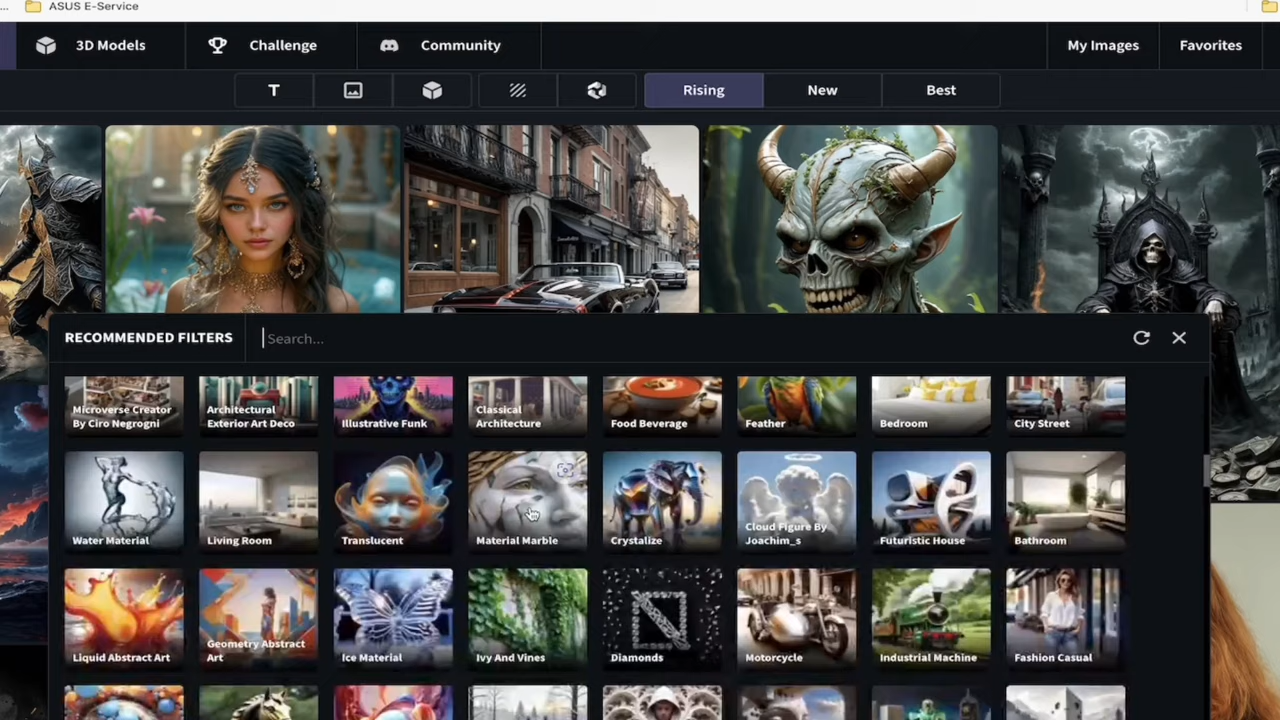 ... ASUS E-Service
3D Models Challenge Community My Images Favorites
T Rising New Best
RECOMMENDED FILTERS Search...
Microverse Creator
By Ciro Negrogni
Architectural
Exterior Art Deco
Illustrative Funk
Classical
Architecture
Food Beverage
Feather
Bedroom
City Street
Water Material
Living Room
Translucent
Material Marble
Crystalize
Cloud Figure By
Joachim_s
Futuristic House
Bathroom
Liquid Abstract Art
Geometry Abstract
Art
Ice Material
Ivy And Vines
Diamonds
Motorcycle
Industrial Machine
Fashion Casual